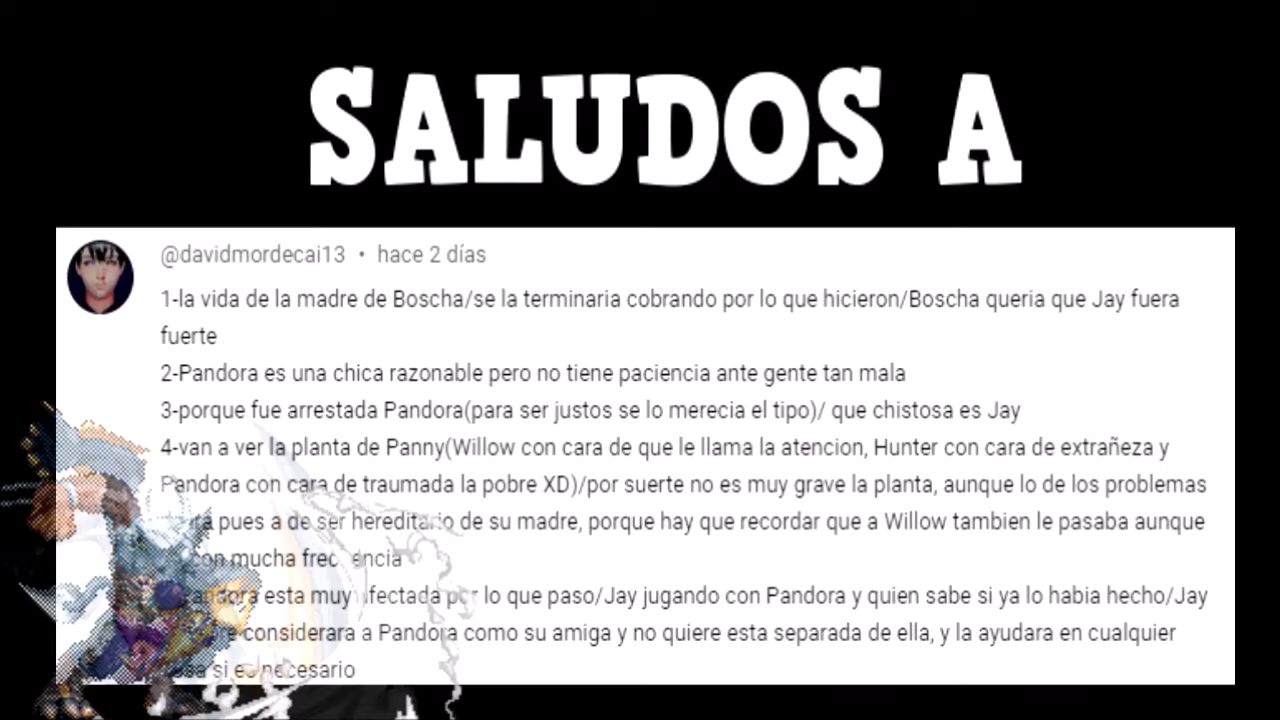 SALUDOS A
@davidmordecai13 • hace 2 días
1-la vida de la madre de Boscha/se la terminaria cobrando por lo que hicieron/Boscha queria que Jay fuera
fuerte
2-Pandora es una chica razonable pero no tiene paciencia ante gente tan mala
3-porque fue arrestada Pandora(para ser justos se lo merecia el tipo)/ que chistosa es Jay
4-van a ver la planta de Panny(Willow con cara de que le llama la atencion, Hunter con cara de extrañeza y
Pandora con cara de traumada la pobre XD)/por suerte no es muy grave la planta, aunque lo de los problemas
pues a de ser hereditario de su madre, porque hay que recordar que a Willow tambien le pasaba aunque
con mucha frecuencia
esta muy afectada por lo que paso/Jay jugando con Pandora y quien sabe si ya lo habia hecho/Jay
considerara a Pandora como su amiga y no quiere esta separada de ella, y la ayudara en cualquier
si es necesario